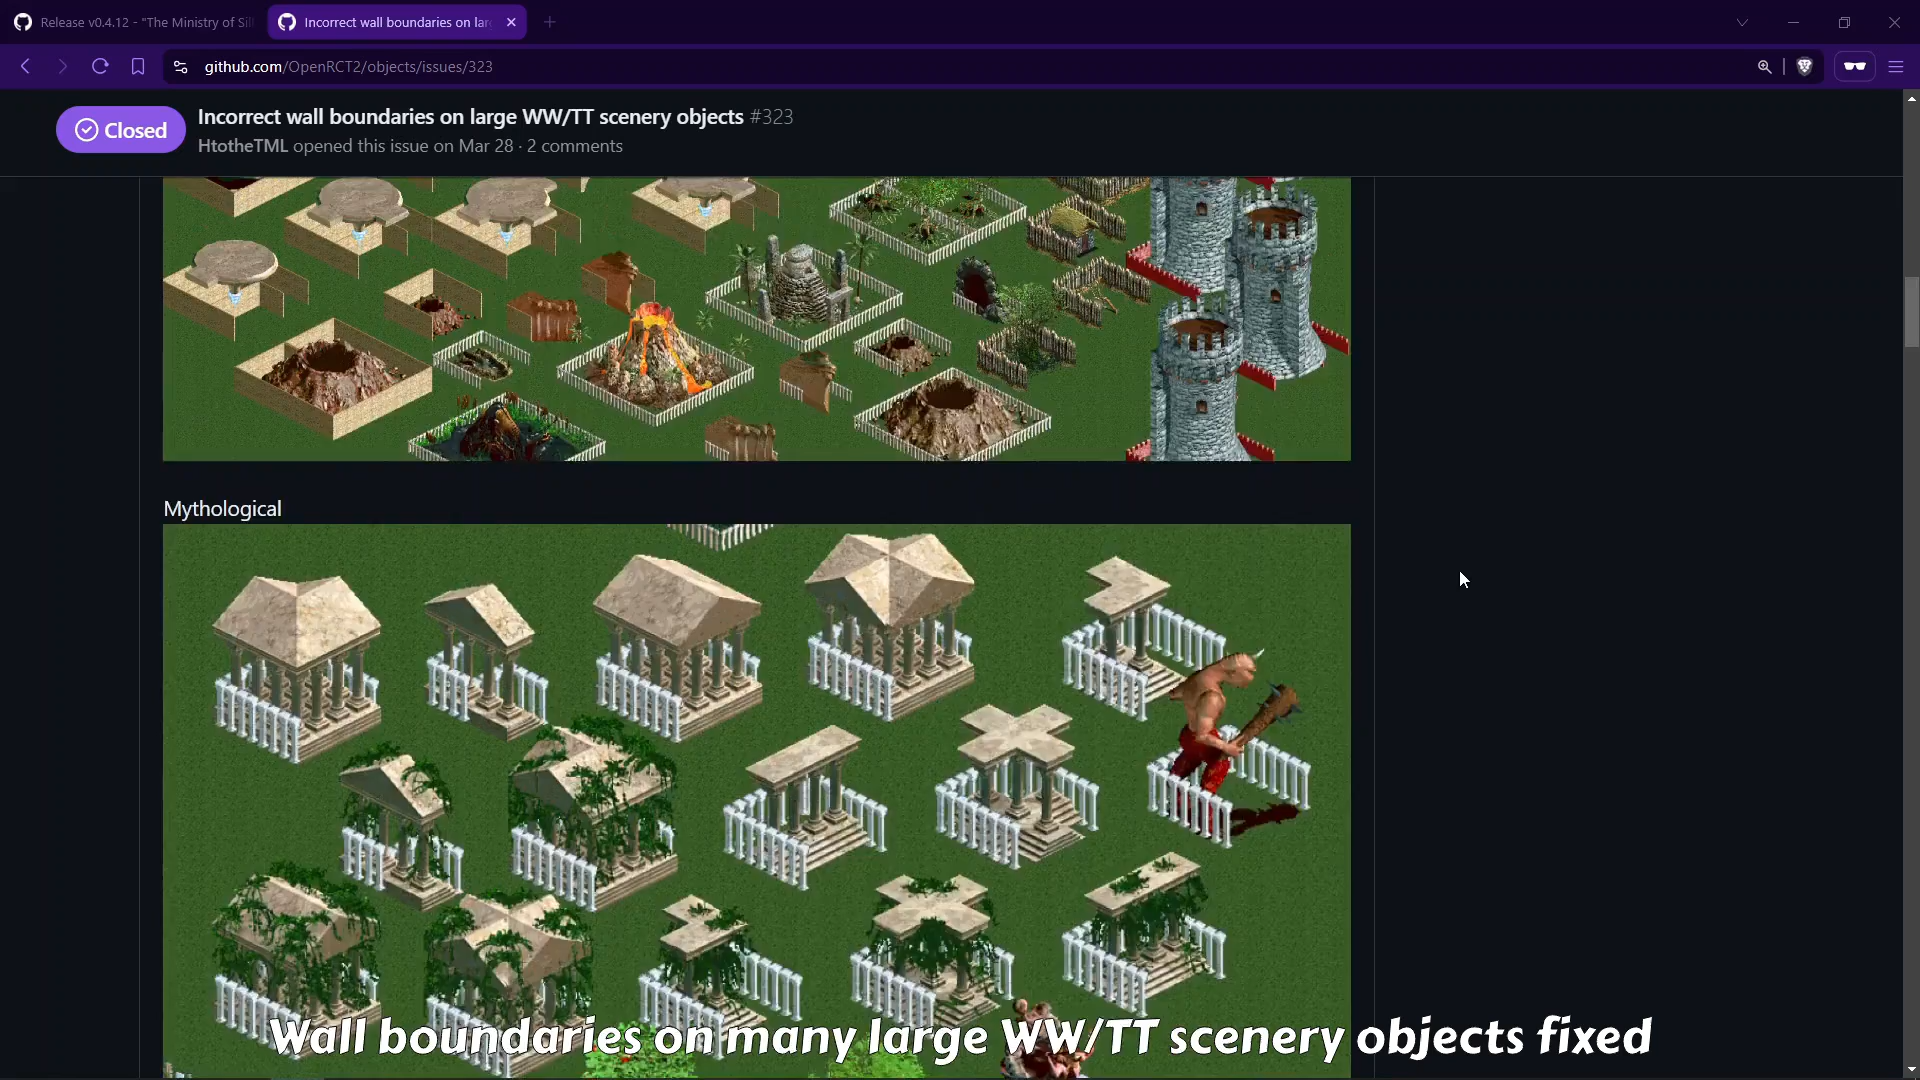 Release v0.4.12 - "The Ministry of Sil
Incorrect wall boundaries on lar
github.com/OpenRCT2/objects/issues/323
Closed
Incorrect wall boundaries on large WW/TT scenery objects #323
HtotheTML opened this issue on Mar 28 · 2 comments
Mythological
Wall boundaries on many large WW/TT scenery objects fixed